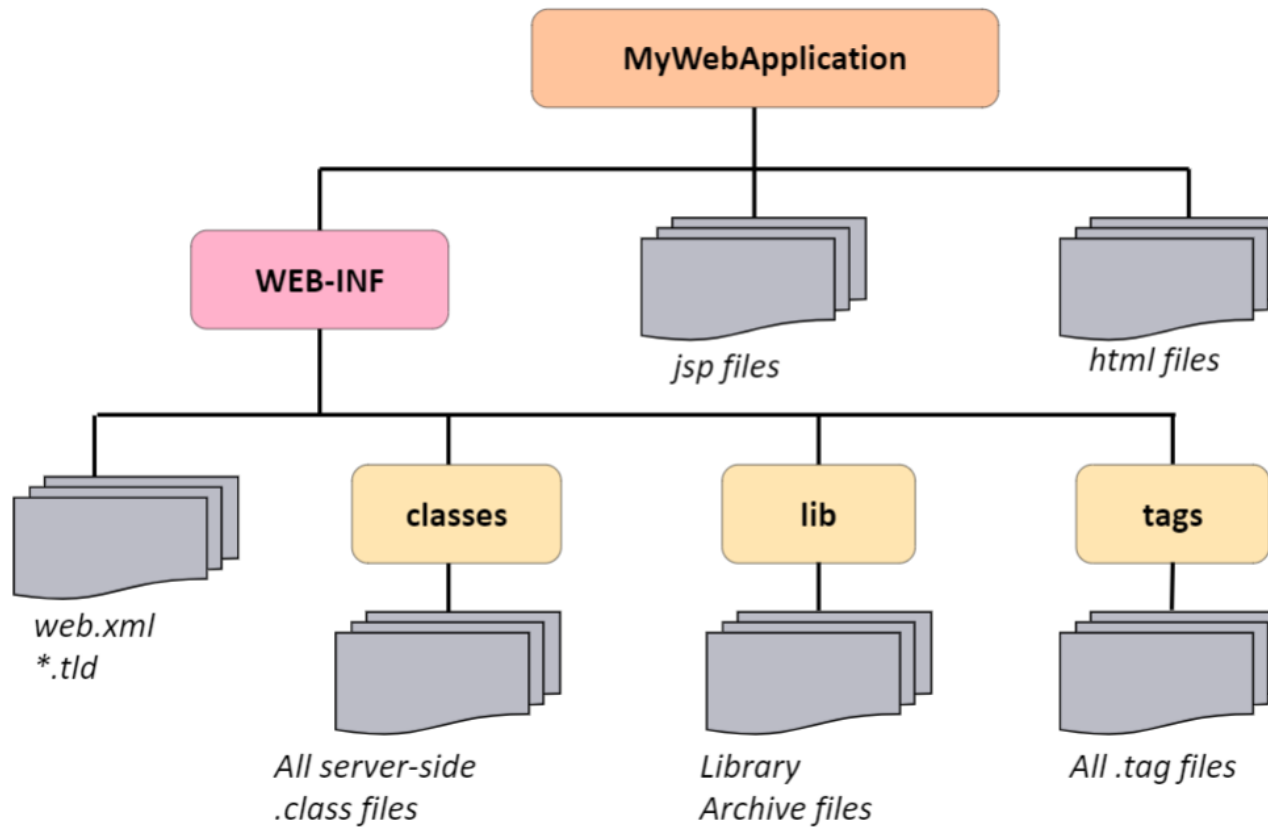 MyWebApplication
WEB-INF
jsp files
html files
classes
lib
tags
web.xml
*.tld
All server-side
.class files
Library
Archive files
All .tag files